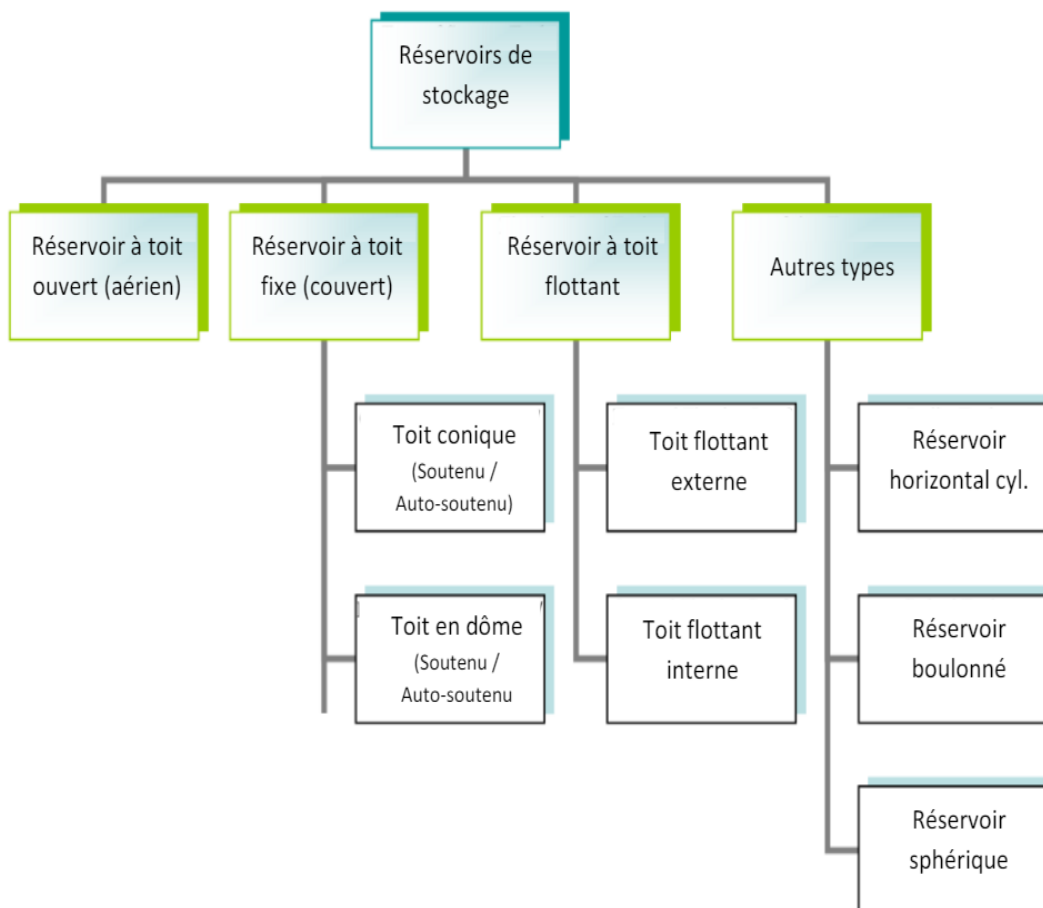 Réservoirs de
stockage
Réservoir à toit
ouvert (aérien)
Réservoir à toit
fixe (couvert)
Réservoir à toit
flottant
Autres types
Toit conique
(Soutenu /
Auto-soutenu)
Toit flottant
externe
Réservoir
horizontal cyl.
Toit en dôme
(Soutenu /
Auto-soutenu
Toit flottant
interne
Réservoir
boulonné
Réservoir
sphérique